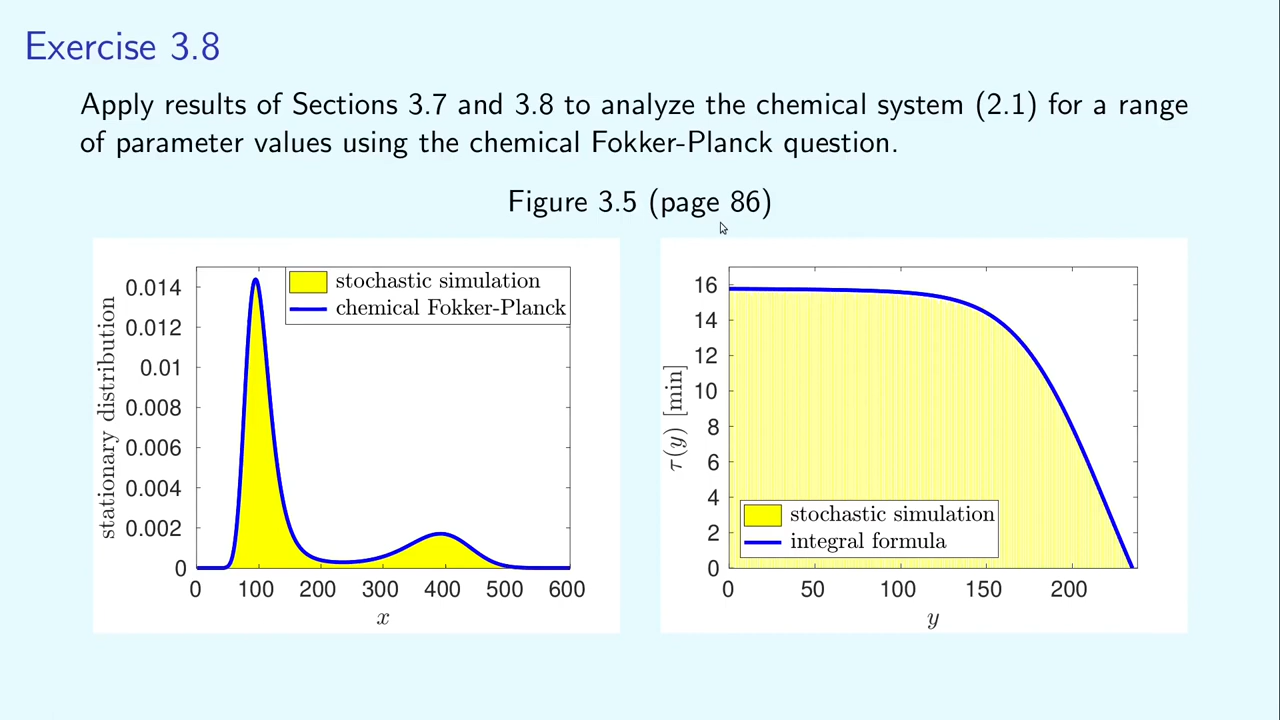 Exercise 3.8
Apply results of Sections 3.7 and 3.8 to analyze the chemical system (2.1) for a range
of parameter values using the chemical Fokker-Planck question.
Figure 3.5 (page 86)
stationary distribution
0.014
0.012
0.01
0.008
0.006
0.004
0.002
0
stochastic simulation
chemical Fokker-Planck
0 100 200 300 400 500 600
x
τ(y) [min]
16
14
12
10
8
6
4
2
0
stochastic simulation
integral formula
0 50 100 150 200
y